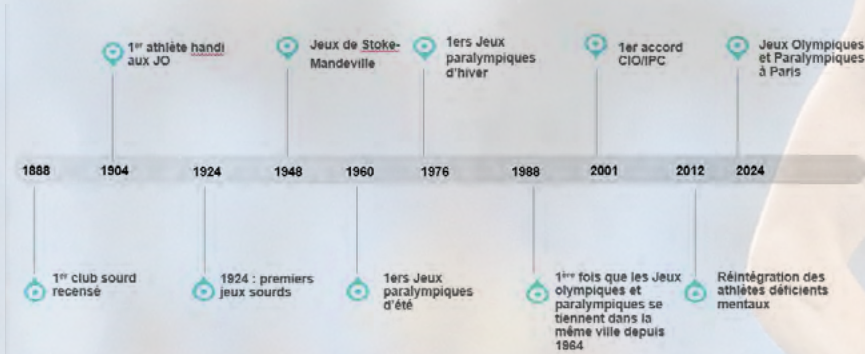 1er athlète handi
aux JO
Jeux de Stoke-
Mandeville
1ers Jeux
paralympiques
d'hiver
1er accord
CIO/IPC
Jeux Olympiques
et Paralympiques
à Paris
1888
1904
1924
1948
1960
1976
1988
2001
2012
2024
1er club sourd
recensé
1924 : premiers
jeux sourds
1ers Jeux
paralympiques
d'été
1ère fois que les Jeux
olympiques et
paralympiques se
tiennent dans la
même ville depuis
1964
Réintégration des
athlètes déficients
mentaux